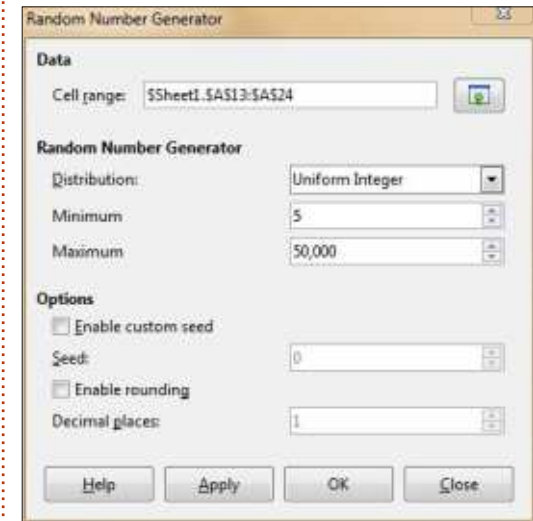 Random Number Generator
Data
Cell range: $Sheet1.$A$13:$A$24
Random Number Generator
Distribution: Uniform Integer
Minimum 5
Maximum 50,000
Options
Enable custom seed
Seed: 0
Enable rounding
Decimal places: 1
Help Apply OK Close